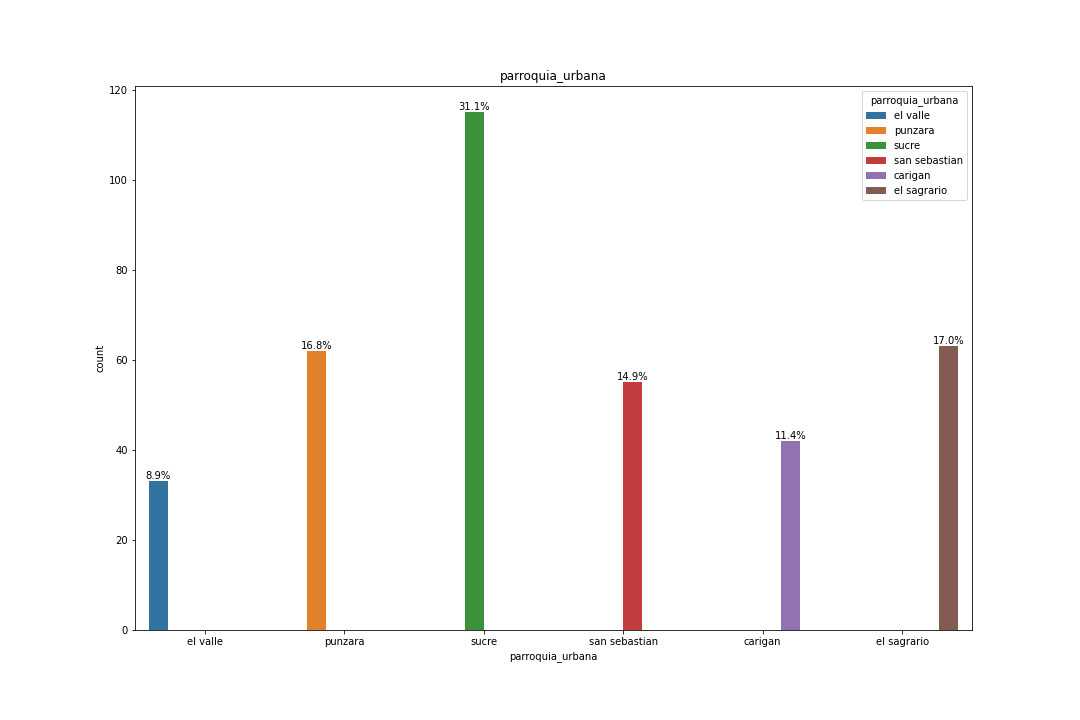 parroquia_urbana
120
100
80
60
40
20
0
count
8.9%
16.8%
31.1%
14.9%
11.4%
17.0%
parroquia_urbana
el valle
punzara
sucre
san sebastian
carigan
el sagrario
el valle punzara sucre san sebastian carigan el sagrario
parroquia_urbana